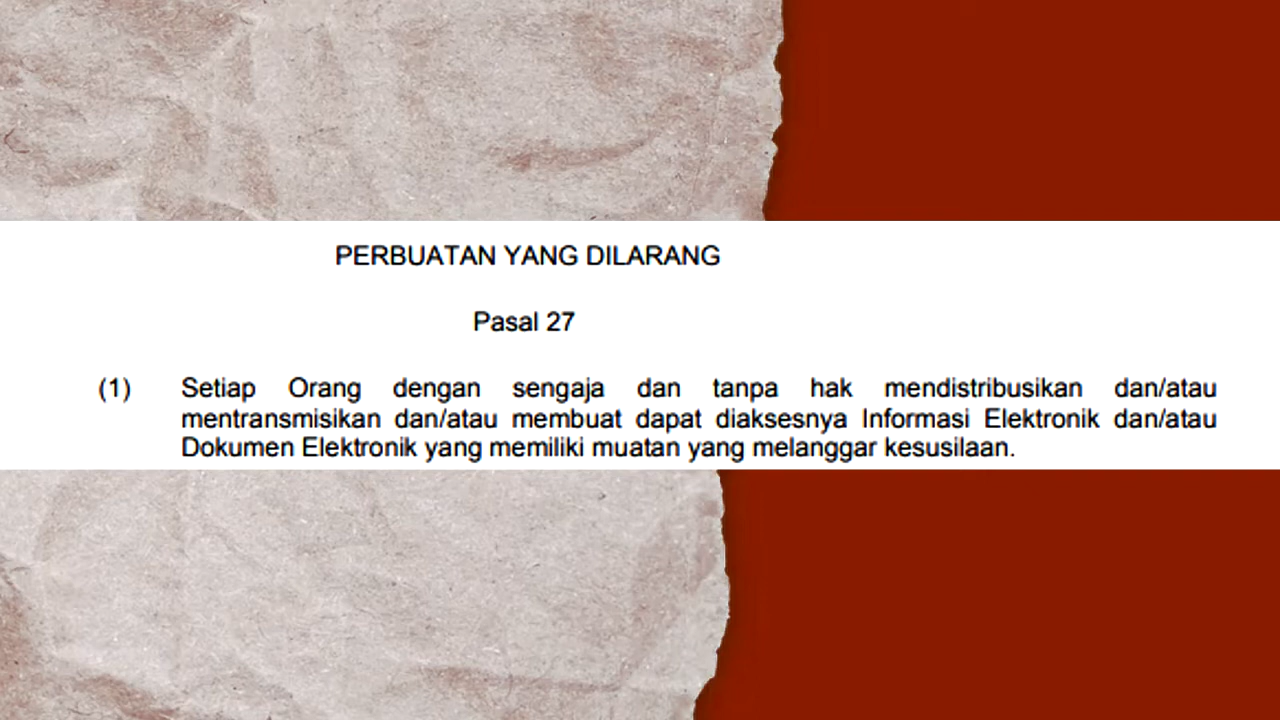 PERBUATAN YANG DILARANG
Pasal 27
(1) Setiap Orang dengan sengaja dan tanpa hak mendistribusikan dan/atau
mentransmisikan dan/atau membuat dapat diaksesnya Informasi Elektronik dan/atau
Dokumen Elektronik yang memiliki muatan yang melanggar kesusilaan.